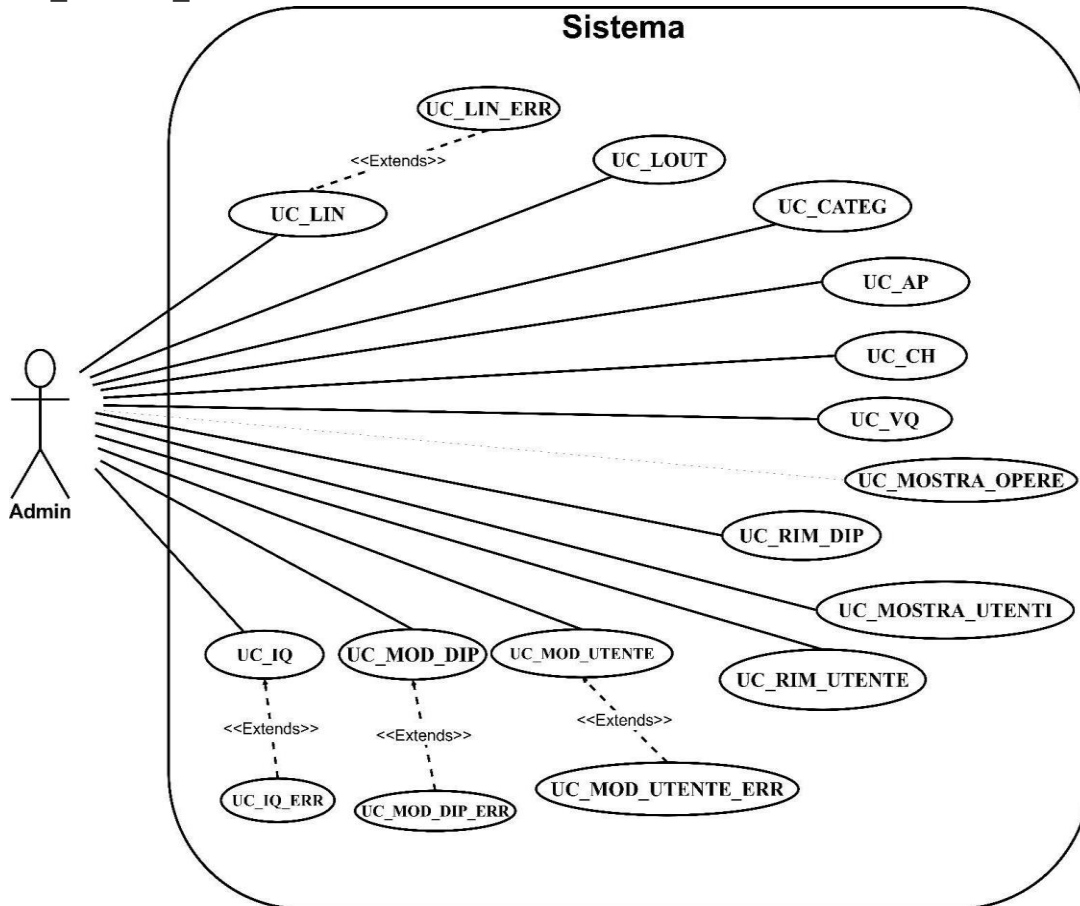 Sistema
UC_LIN_ERR
<<Extends>>
UC_LOUT
UC_LIN
UC_CATEG
UC_AP
UC_CH
UC_VQ
UC_MOSTRA_OPERE
Admin
UC_RIM_DIP
UC_MOSTRA_UTENTI
UC_IQ
UC_MOD_DIP
UC_MOD_UTENTE
UC_RIM_UTENTE
<<Extends>>
<<Extends>>
<<Extends>>
UC_IQ_ERR
UC_MOD_DIP_ERR
UC_MOD_UTENTE_ERR